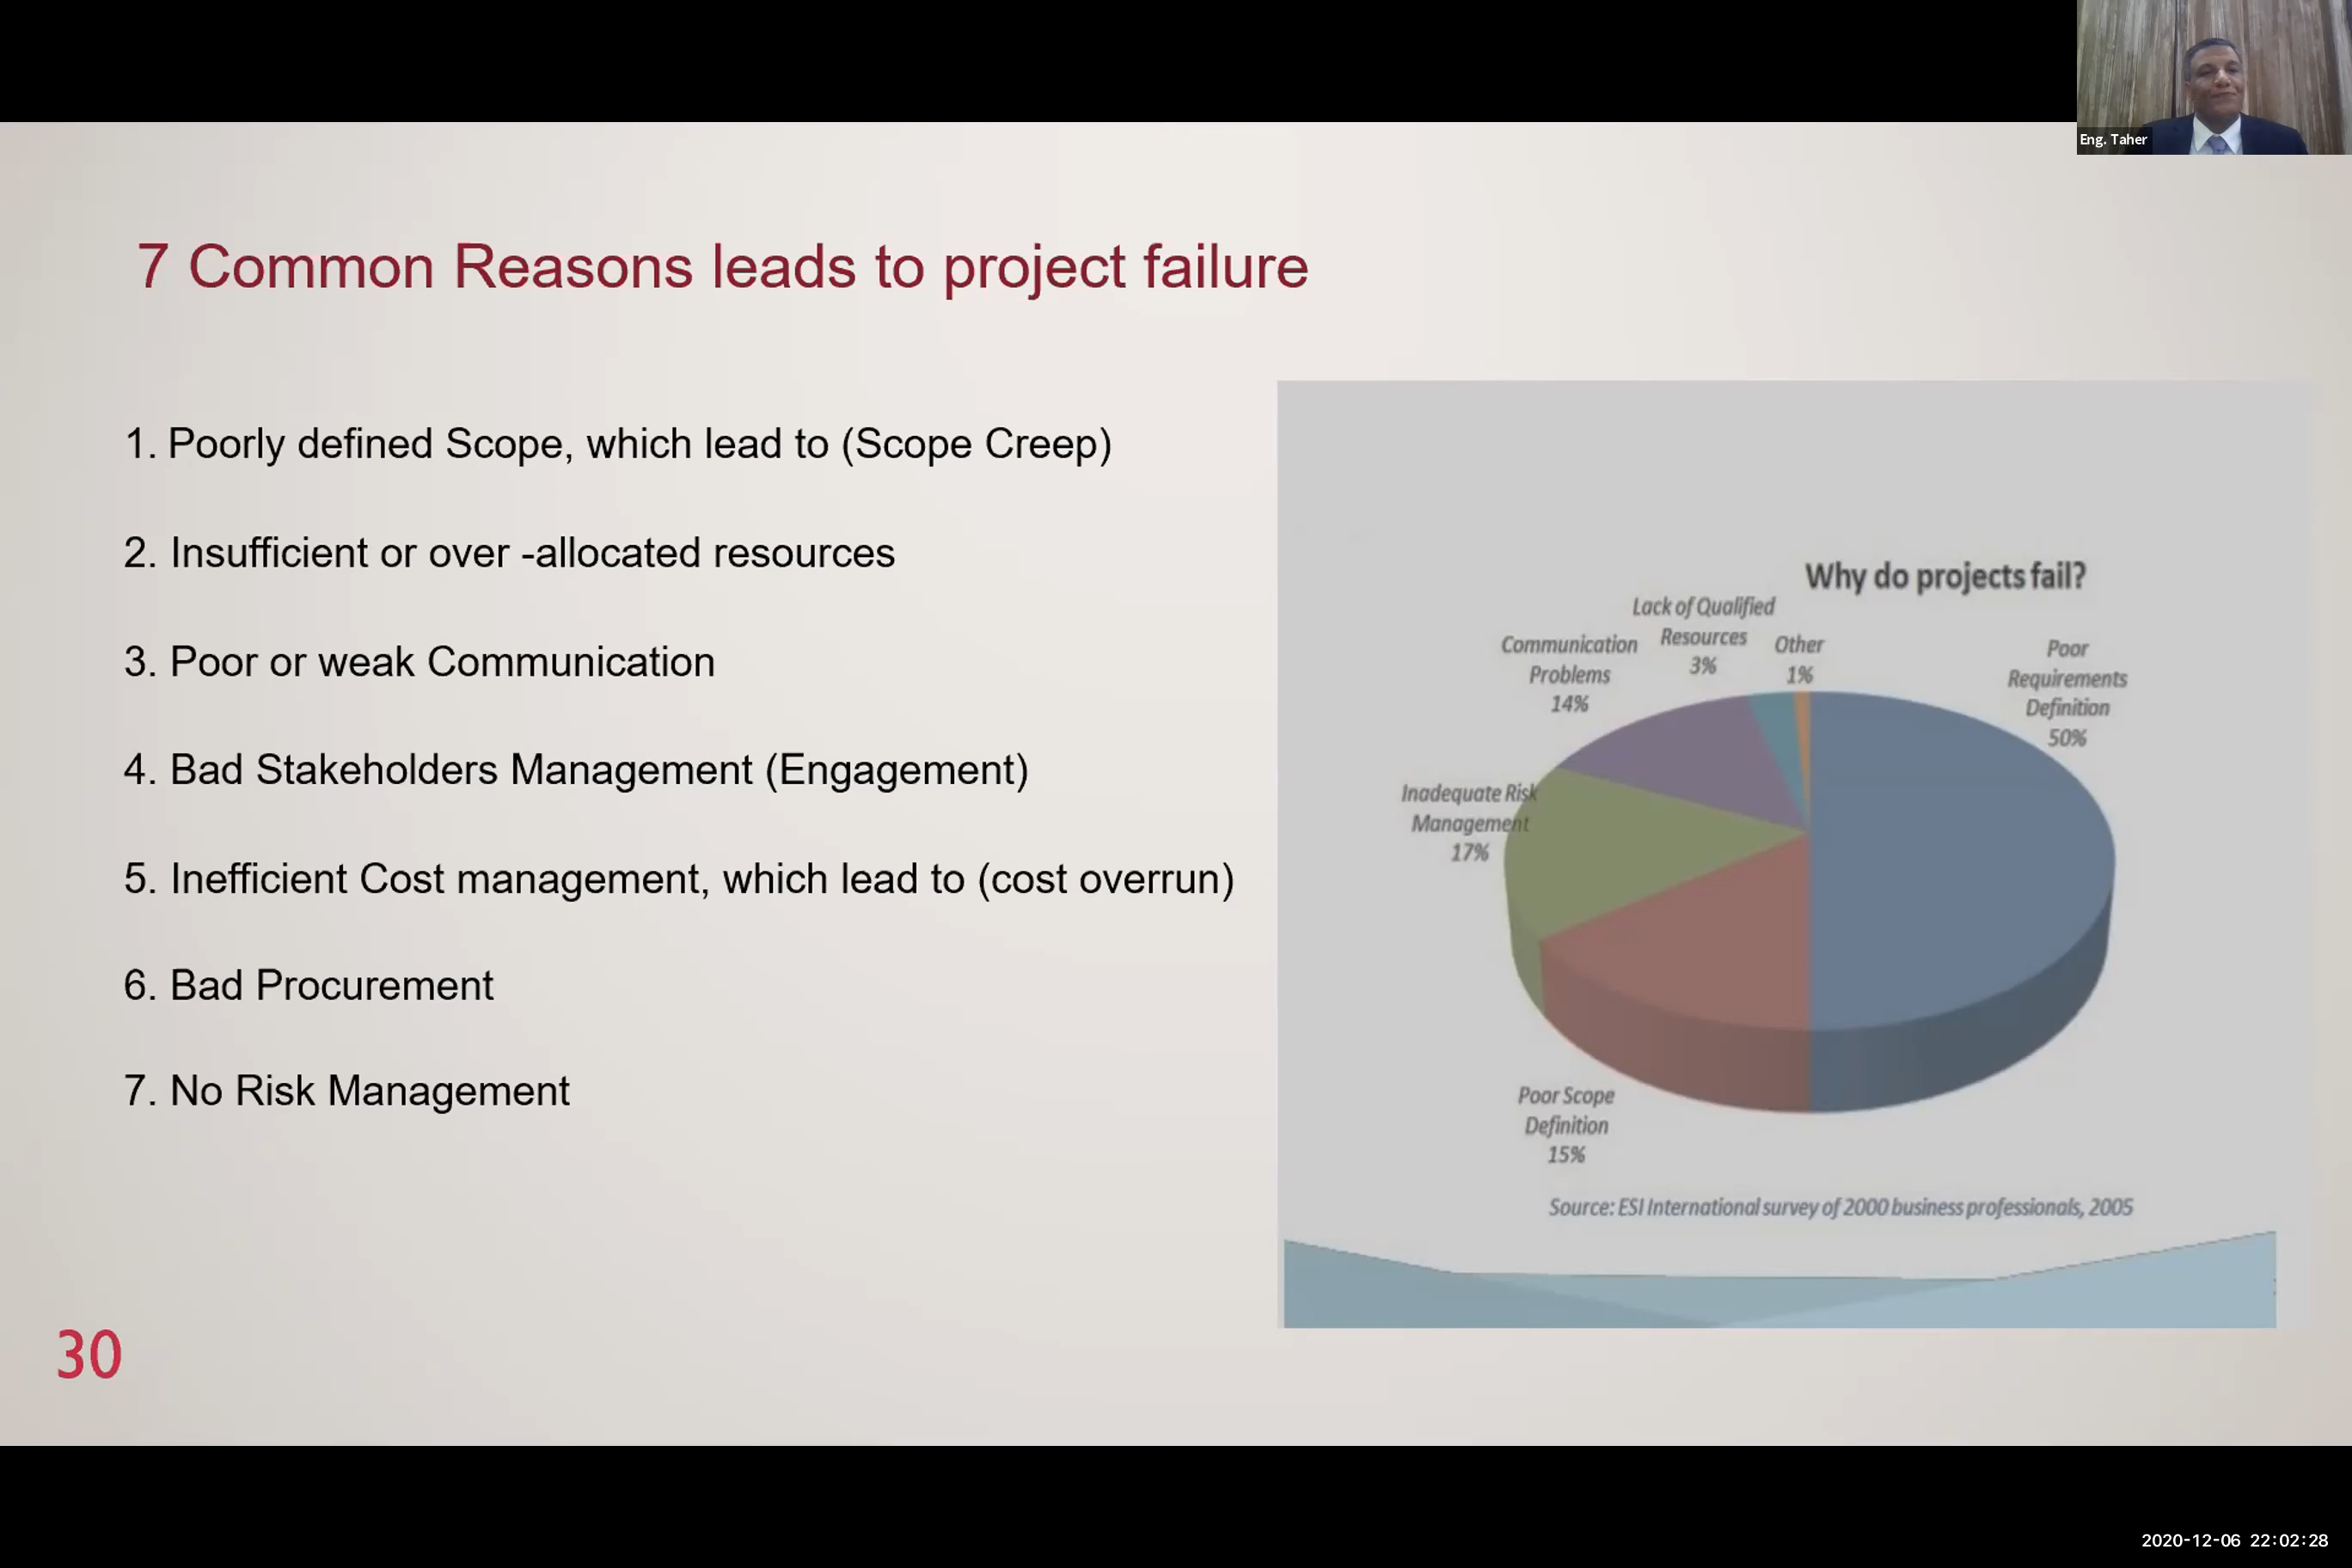 Eng. Taher
7 Common Reasons leads to project failure
1. Poorly defined Scope, which lead to (Scope Creep)
2. Insufficient or over -allocated resources
3. Poor or weak Communication
4. Bad Stakeholders Management (Engagement)
5. Inefficient Cost management, which lead to (cost overrun)
6. Bad Procurement
7. No Risk Management
Why do projects fail?
Lack of Qualified
Resources
3%
Communication
Problems
14%
Other
1%
Poor
Requirements
Definition
50%
Inadequate Risk
Management
17%
Poor Scope
Definition
15%
Source: ESI International survey of 2000 business professionals, 2005
30
2020-12-06 22:02:28